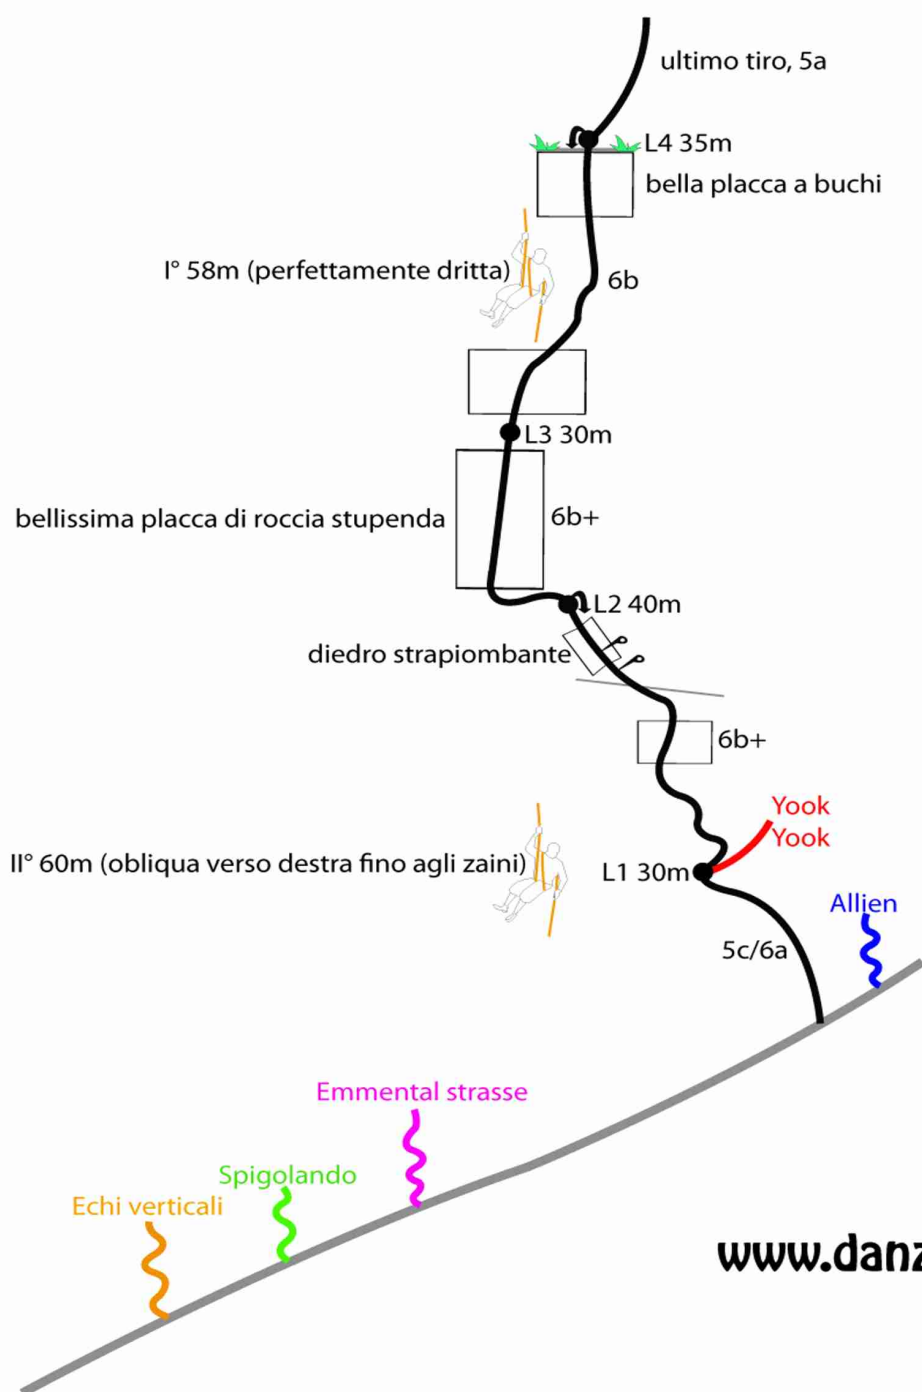 ultimo tiro, 5a
L4 35m
bella placca a buchi
I° 58m (perfettamente dritta)
6b
L3 30m
bellissima placca di roccia stupenda
6b+
L2 40m
diedro strapiombante
6b+
Yook
Yook
II° 60m (obliqua verso destra fino agli zaini)
L1 30m
Allien
5c/6a
Emmental strasse
Spigolando
Echi verticali
www.danz